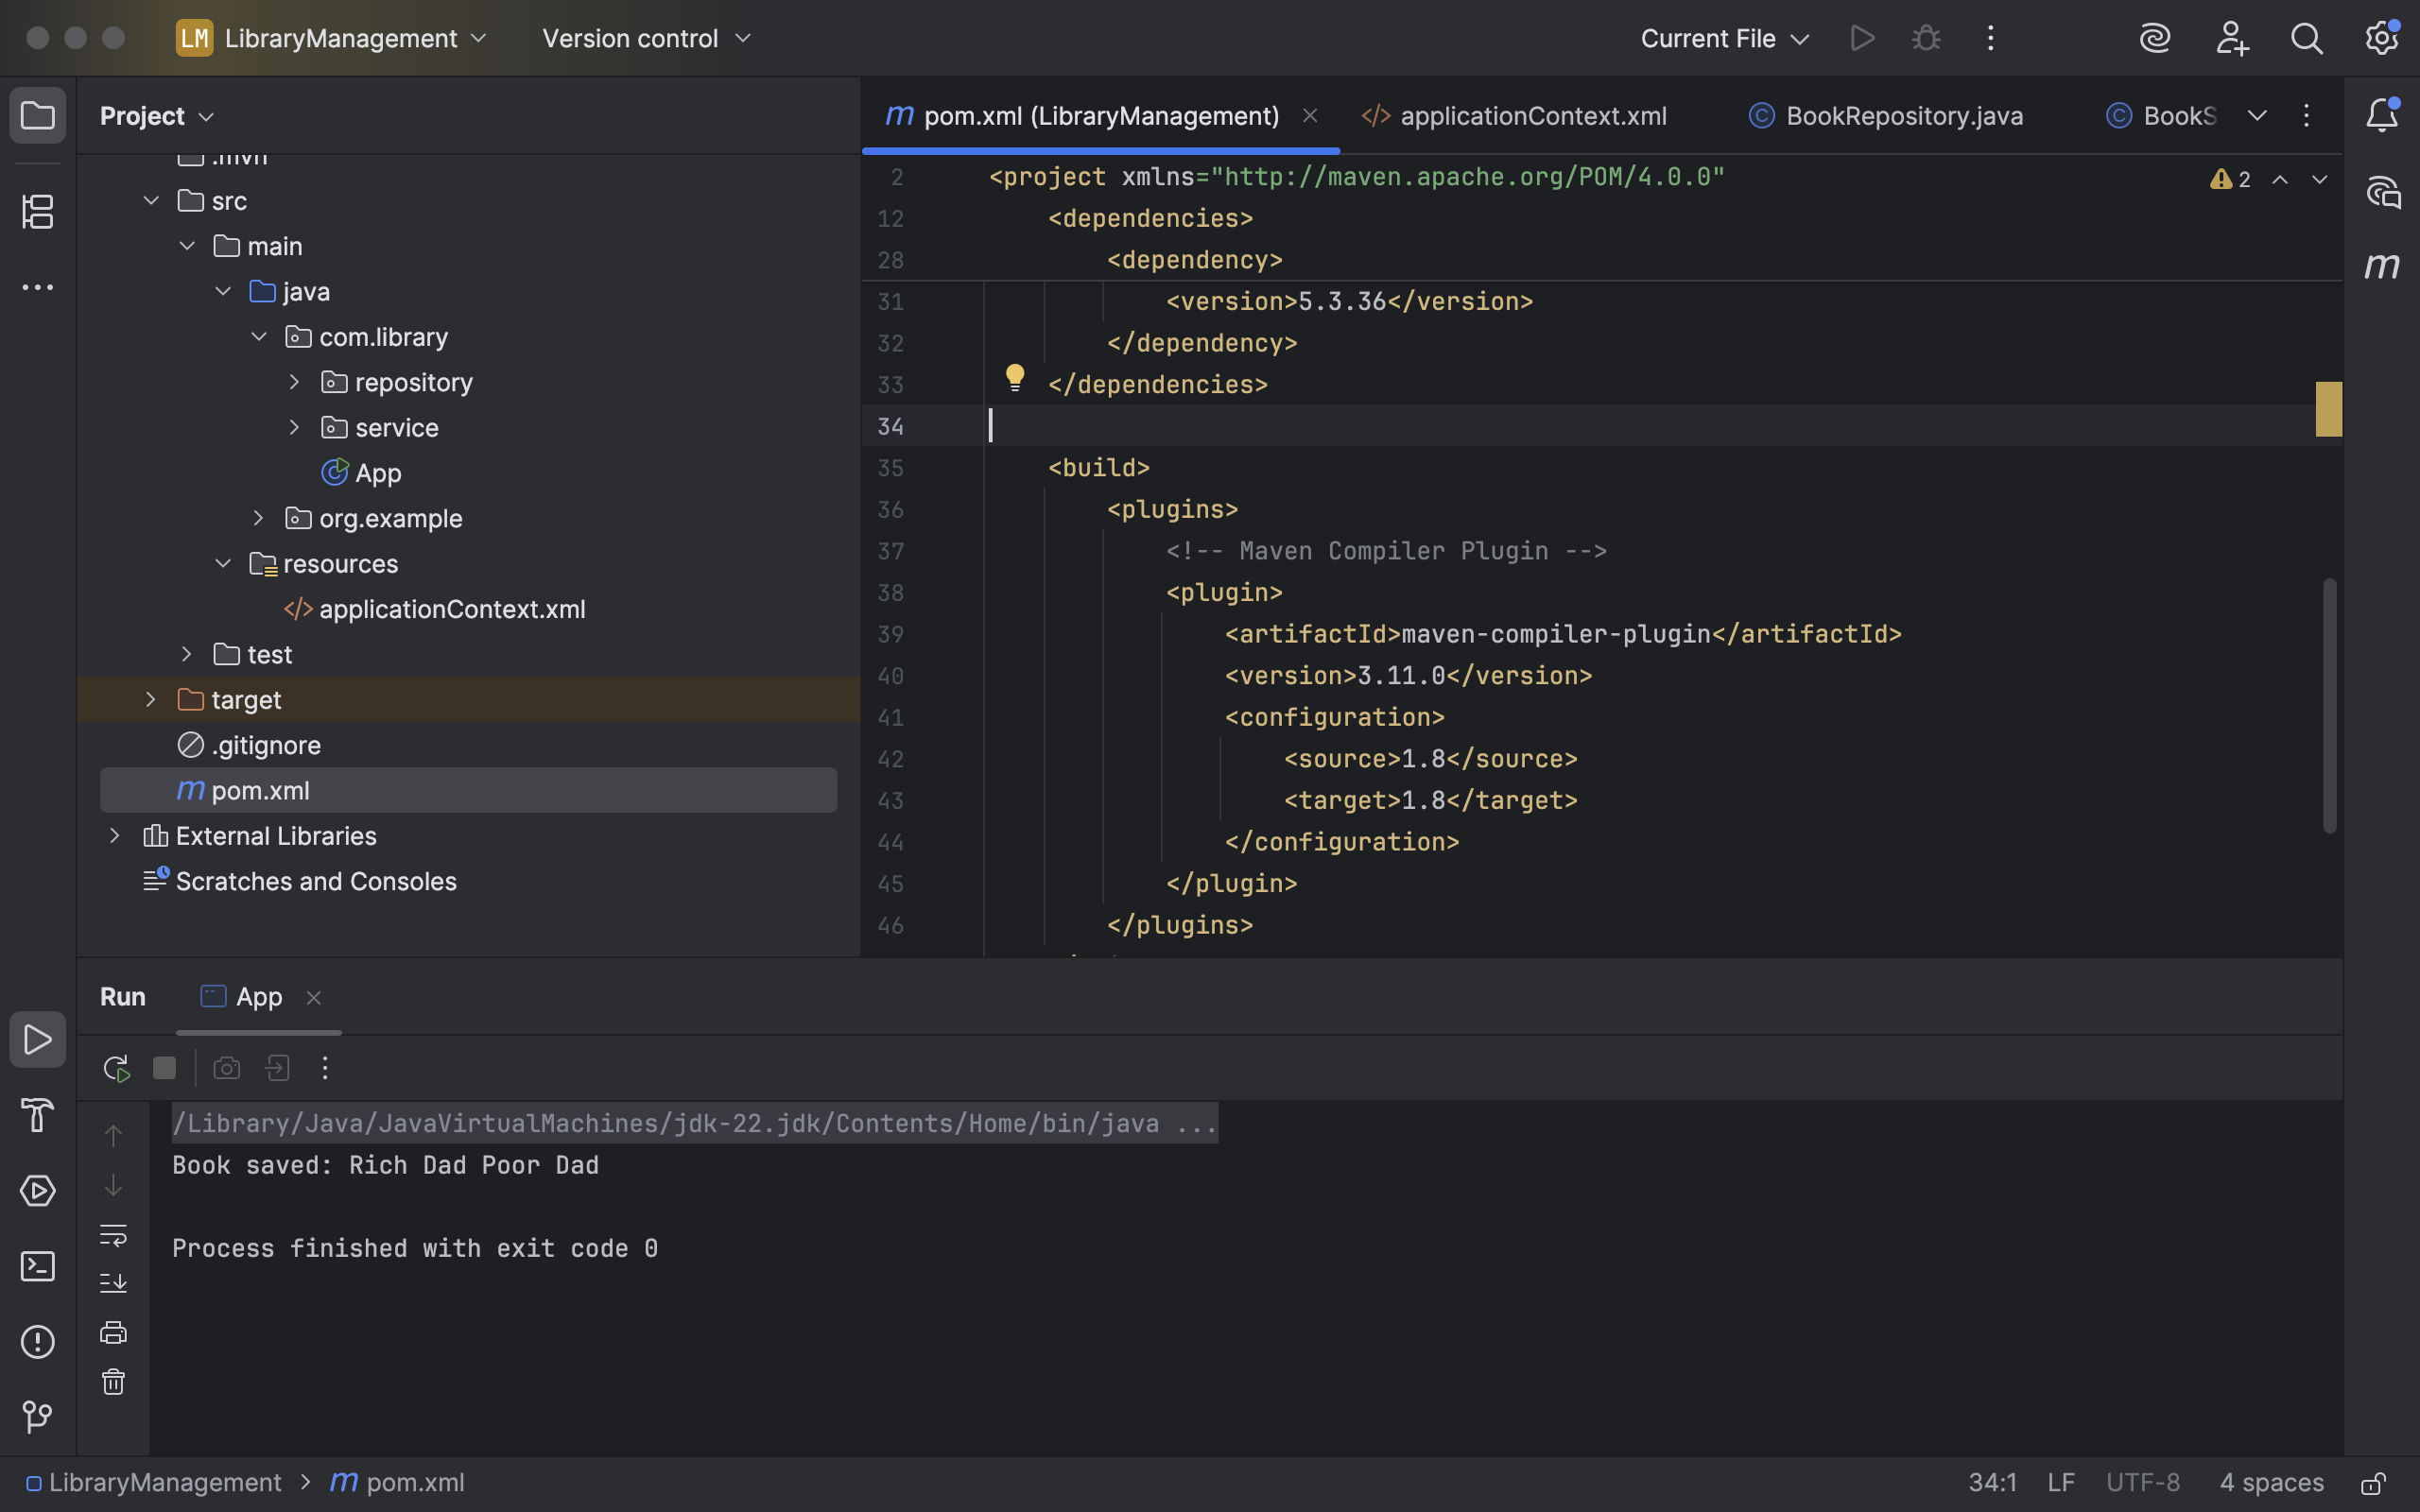 LM LibraryManagement Version control Current File
Project
pom.xml (LibraryManagement) applicationContext.xml BookRepository.java BookS
.mvn
src
main
java
com.library
repository
service
App
org.example
resources
applicationContext.xml
test
target
.gitignore
m pom.xml
External Libraries
Scratches and Consoles
2 <project xmlns="http://maven.apache.org/POM/4.0.0"
12 <dependencies>
28 <dependency>
31 <version>5.3.36</version>
32 </dependency>
33 </dependencies>
34
35 <build>
36 <plugins>
37 <!-- Maven Compiler Plugin -->
38 <plugin>
39 <artifactId>maven-compiler-plugin</artifactId>
40 <version>3.11.0</version>
41 <configuration>
42 <source>1.8</source>
43 <target>1.8</target>
44 </configuration>
45 </plugin>
46 </plugins>
2
m
Run App
/Library/Java/JavaVirtualMachines/jdk-22.jdk/Contents/Home/bin/java ...
Book saved: Rich Dad Poor Dad
Process finished with exit code 0
LibraryManagement > m pom.xml
34:1 LF UTF-8 4 spaces